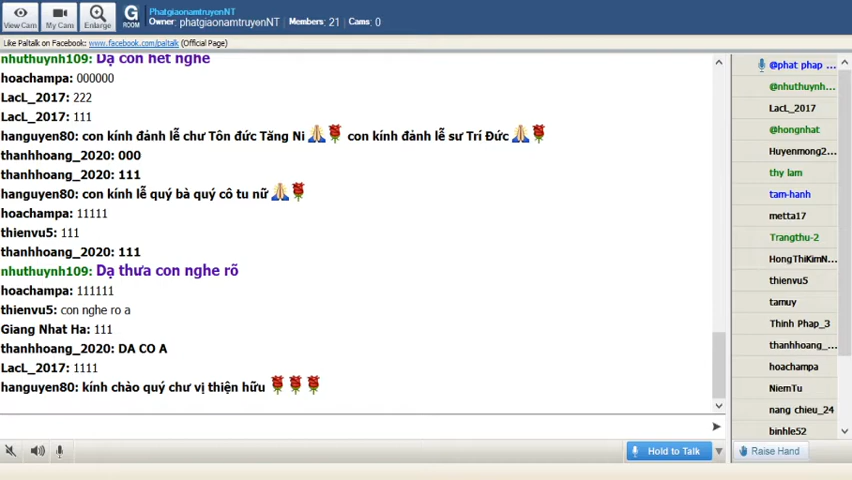 View Cam
My Cam
Enlarge
G
ROOM
PhatgiaonamtruyenNT
Owner: phatgiaonamtruyenNT Members: 21 Cams: 0
Like Paltalk on Facebook: www.facebook.com/paltalk (Official Page)
nhuthuynh109: Dạ con hết nghe
hoachampa: 000000
LacL_2017: 222
LacL_2017: 111
hanguyen80: con kính đảnh lễ chư Tôn đức Tăng Ni 🙏🌹 con kính đảnh lễ sư Trí Đức 🙏🌹
thanhhoang_2020: 000
thanhhoang_2020: 111
hanguyen80: con kính lễ quý bà quý cô tu nữ 🙏🌹
hoachampa: 11111
thienvu5: 111
thanhhoang_2020: 111
nhuthuynh109: Dạ thưa con nghe rõ
hoachampa: 111111
thienvu5: con nghe ro a
Giang Nhat Ha: 111
thanhhoang_2020: DA CO A
LacL_2017: 1111
hanguyen80: kính chào quý chư vị thiện hữu 🌹🌹🌹
Hold to Talk
@phat phap ...
@nhuthuynh...
LacL_2017
@hongnhat
Huyenmong2...
thy lam
tam-hanh
metta17
Trangthu-2
HongThiKimN...
thienvu5
tamuy
Thinh Phap_3
thanhhoang_...
hoachampa
NiemTu
nang chieu_24
binhle52
Raise Hand